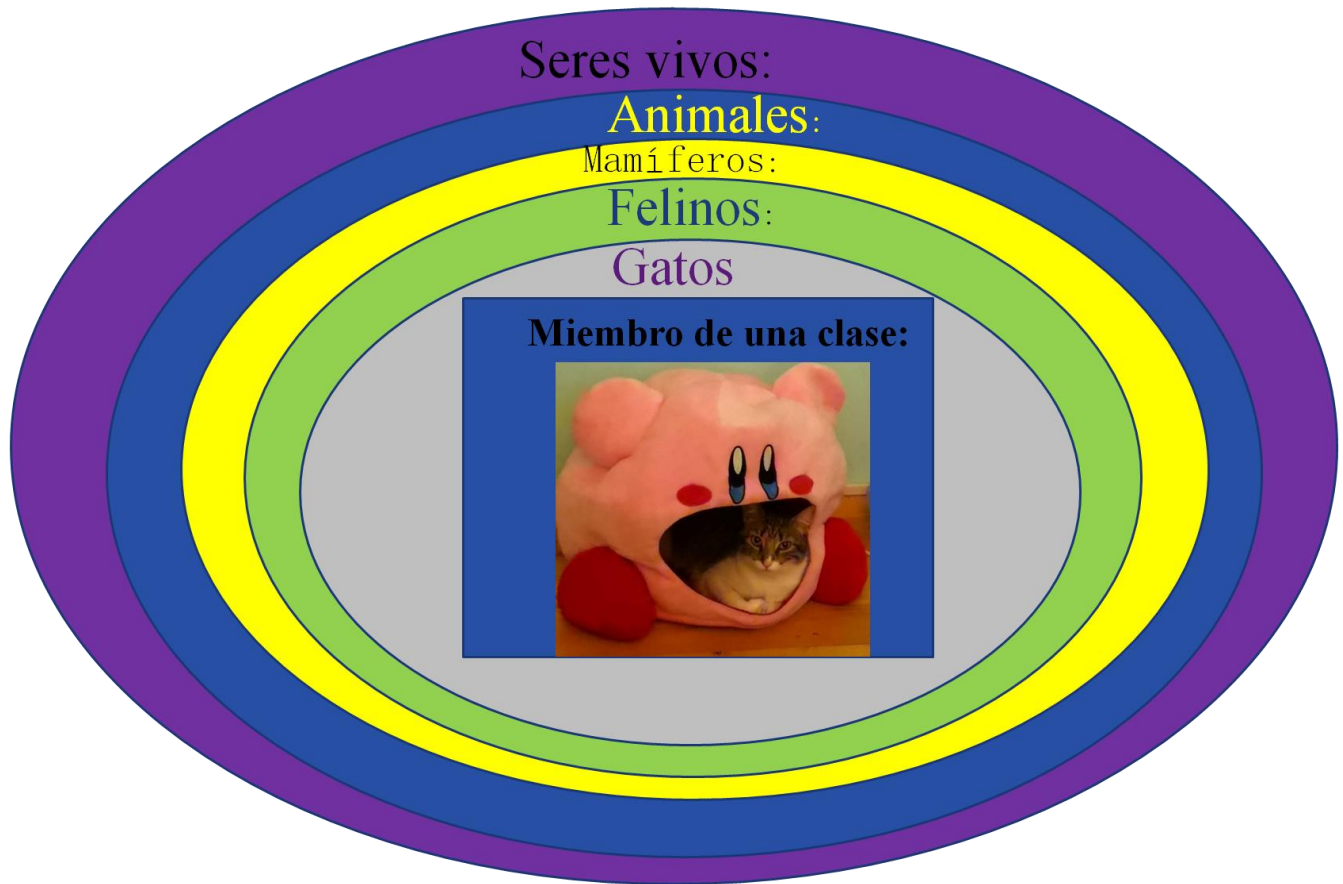 Seres vivos:
Animales:
Mamíferos:
Felinos:
Gatos
Miembro de una clase: